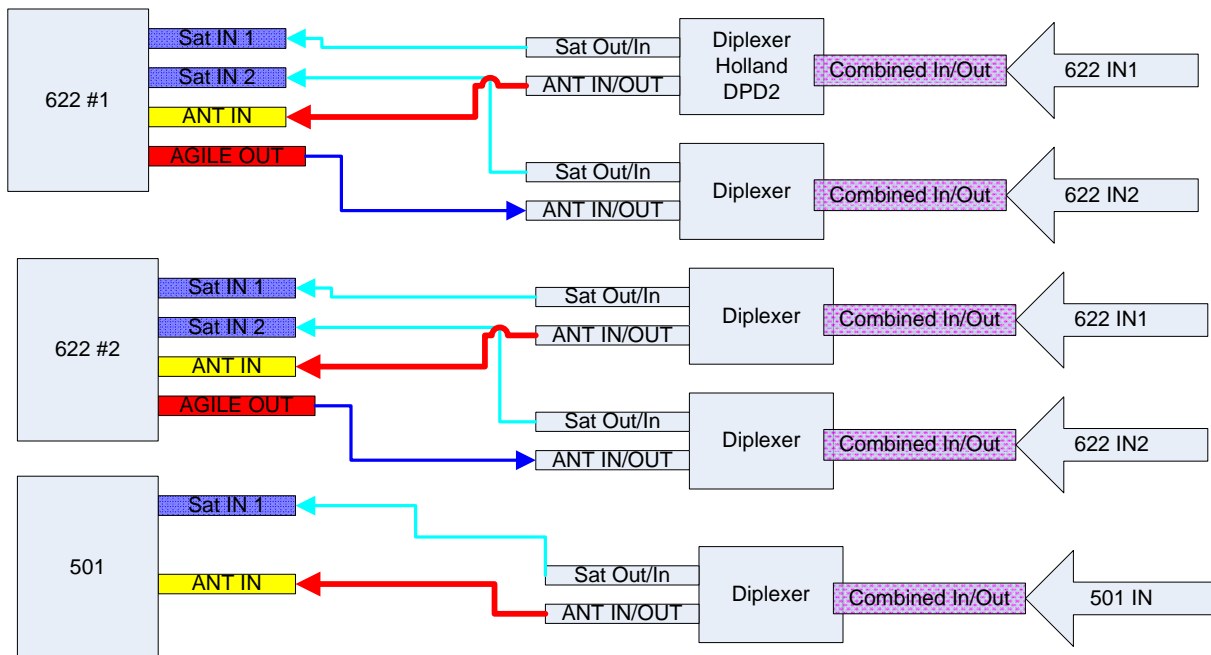 622 #1
Sat IN 1
Sat IN 2
ANT IN
AGILE OUT
Sat Out/In
ANT IN/OUT
Diplexer
Holland
DPD2
Combined In/Out
622 IN1
Sat Out/In
ANT IN/OUT
Diplexer
Combined In/Out
622 IN2
622 #2
Sat IN 1
Sat IN 2
ANT IN
AGILE OUT
Sat Out/In
ANT IN/OUT
Diplexer
Combined In/Out
622 IN1
Sat Out/In
ANT IN/OUT
Diplexer
Combined In/Out
622 IN2
501
Sat IN 1
ANT IN
Sat Out/In
ANT IN/OUT
Diplexer
Combined In/Out
501 IN